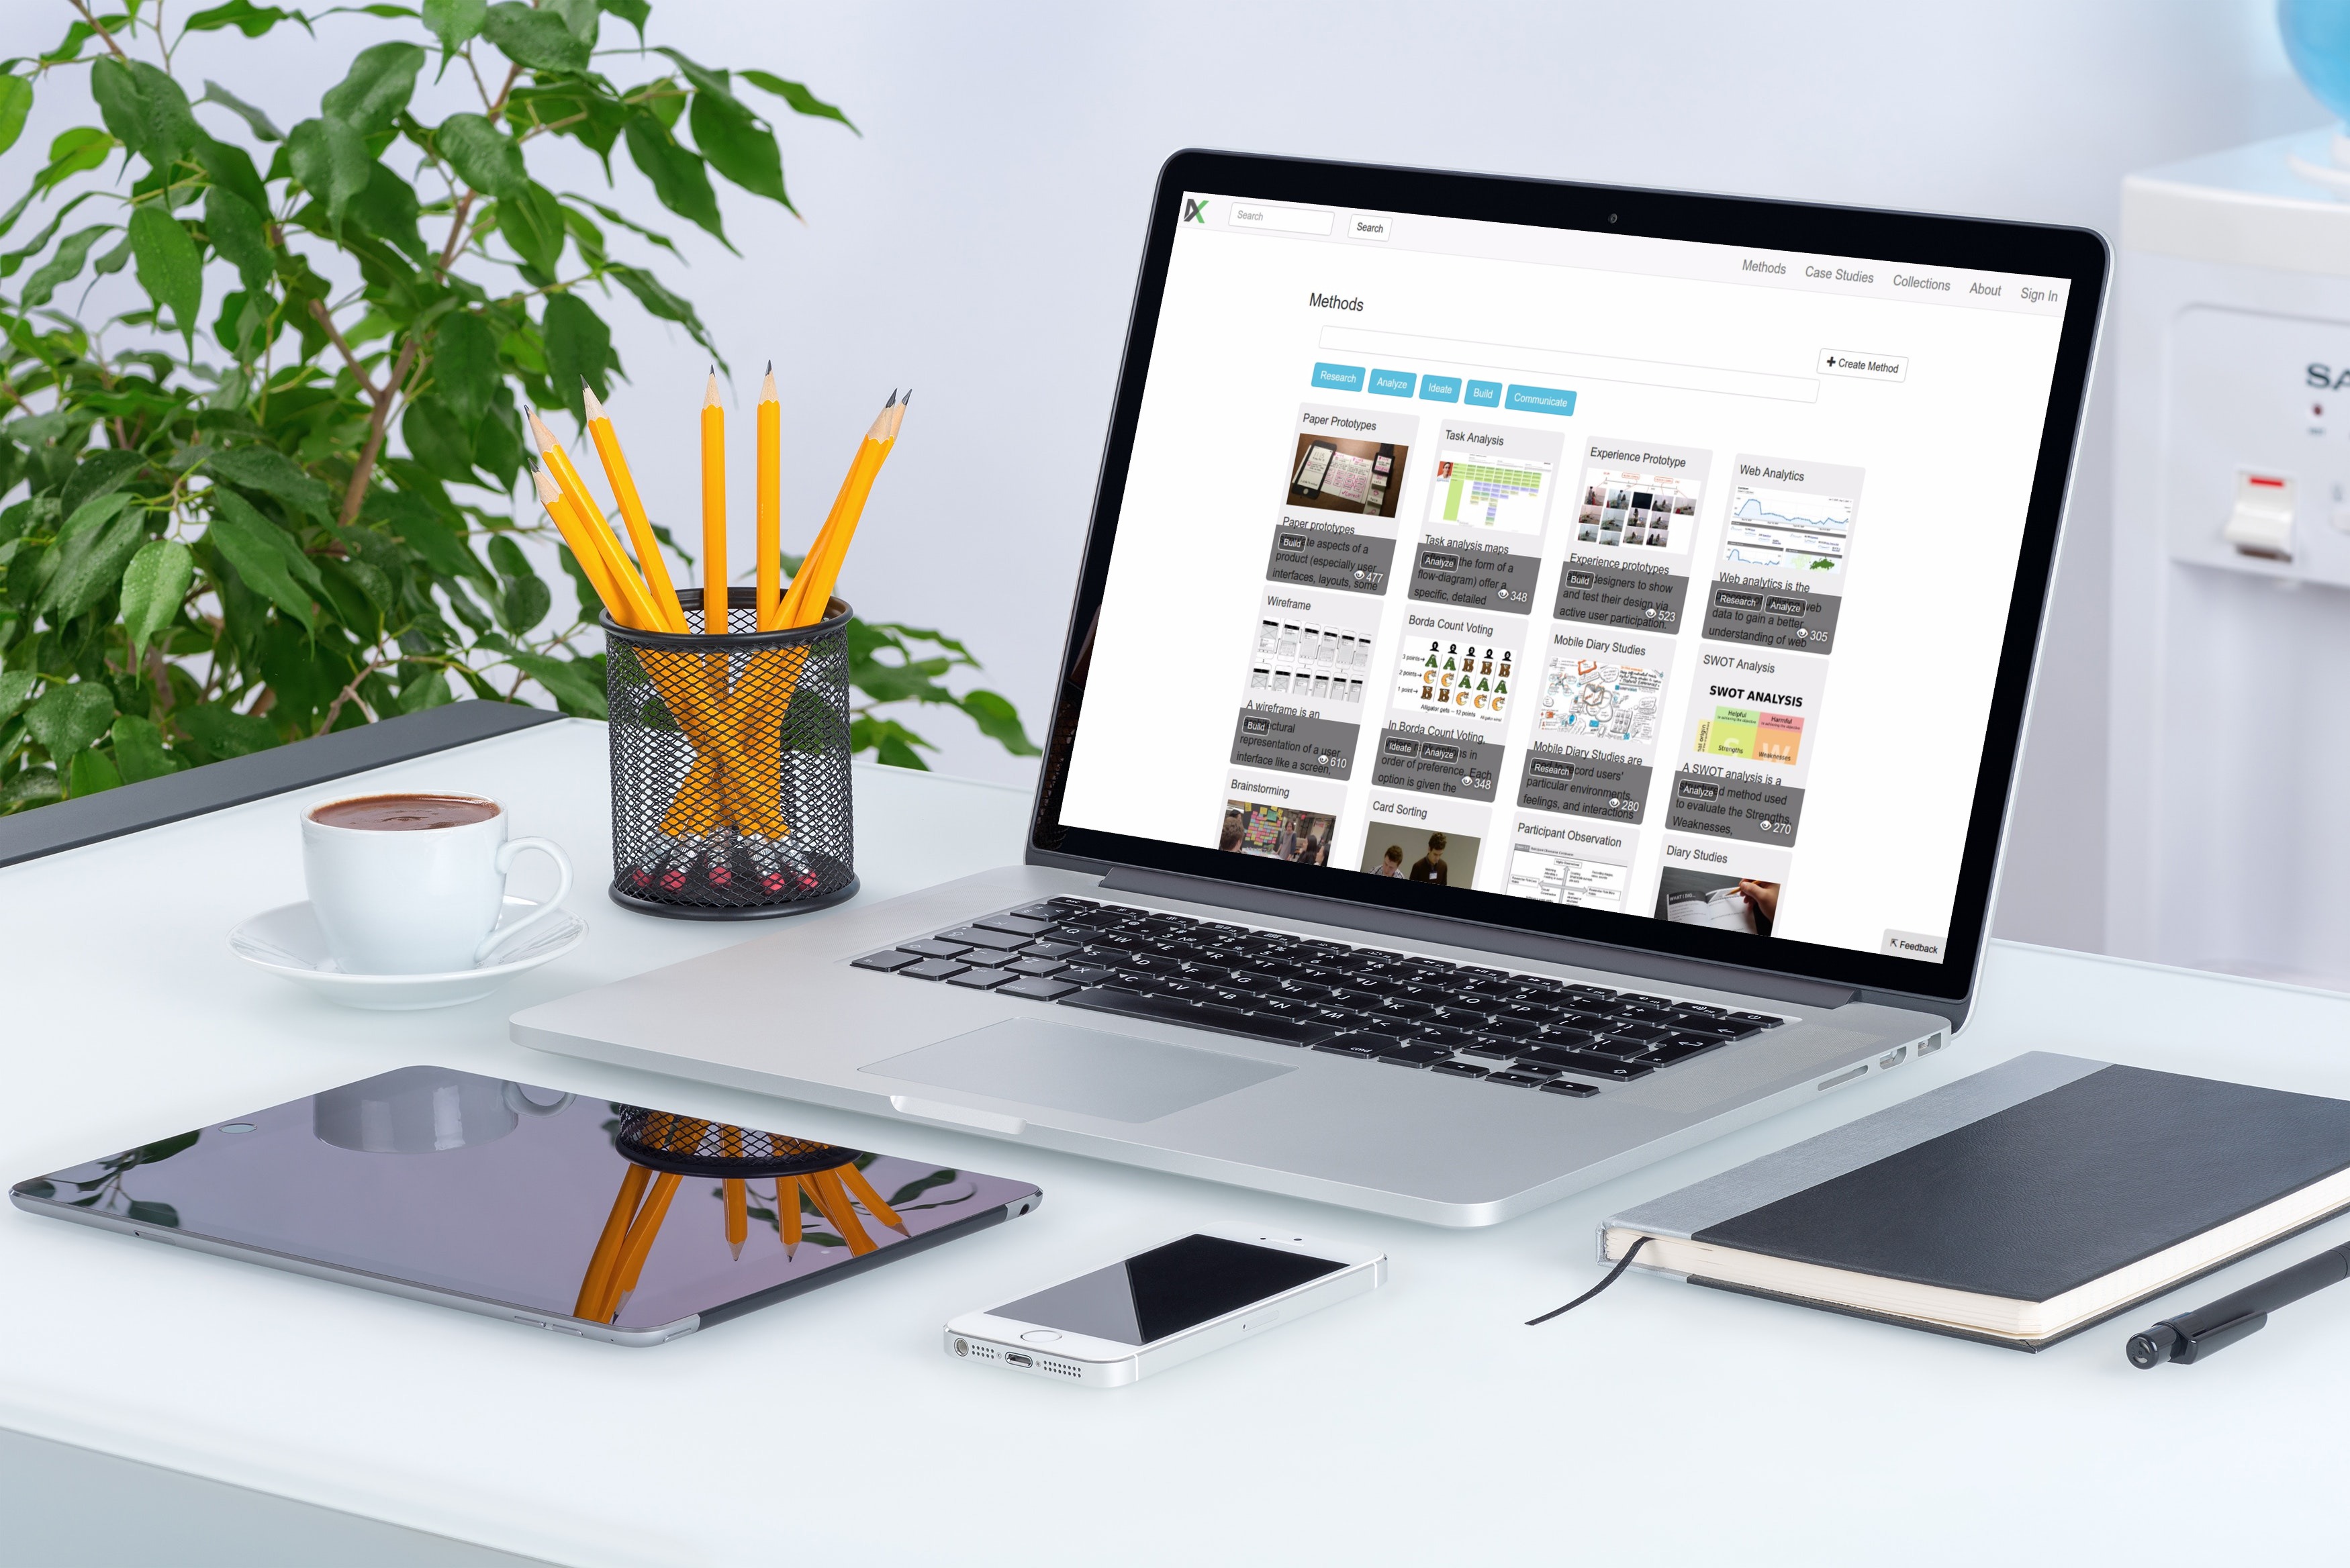 Search
Search
Methods
Case Studies
Collections
About
Sign In
Methods
Create Method
Research
Analyze
Ideate
Build
Communicate
Paper Prototypes
Paper prototypes
Build
aspects of a
product (especially user
interfaces, layouts, some
477
Task Analysis
Task analysis maps
Analyze
the form of a
flow-diagram) offer a
specific, detailed
348
Experience Prototype
Experience prototypes
Build
designers to show
and test their design via
active user participation.
523
Web Analytics
Web analytics is the
Research
Analyze
web
data to gain a better
understanding of web
305
Wireframe
A wireframe is an
Build
representation of a user
interface like a screen,
610
Borda Count Voting
3 points
2 points
1 point
In Borda Count Voting,
Ideate
Analyze
in
order of preference. Each
option is given the
348
Mobile Diary Studies
Mobile Diary Studies are
Research
record users'
particular environments,
feelings, and interactions
280
SWOT Analysis
SWOT ANALYSIS
Helpful
Harmful
Strengths
Weaknesses
A SWOT analysis is a
Analyze
method used
to evaluate the Strengths,
Weaknesses,
270
Brainstorming
Card Sorting
Participant Observation
Diary Studies
Feedback
SA